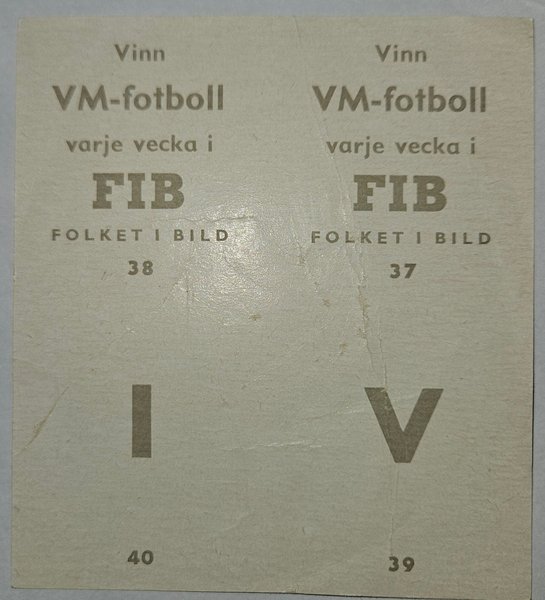 Vinn
VM-fotboll
varje vecka i
FIB
FOLKET I BILD
38
I
40
Vinn
VM-fotboll
varje vecka i
FIB
FOLKET I BILD
37
V
39